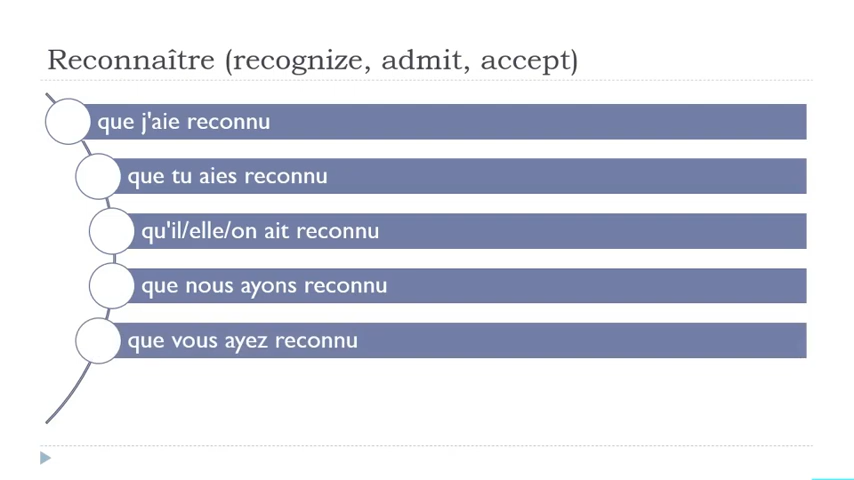 Reconnaître (recognize, admit, accept)
que j'aie reconnu
que tu aies reconnu
qu'il/elle/on ait reconnu
que nous ayons reconnu
que vous ayez reconnu